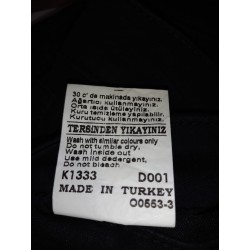 30 c° de makinada yıkayınız.
Ağartıcı kullanmayınız.
Orta ısıda ütüleyiniz.
Kuru temizleme yapılabilir.
Kurutucu kullanmayınız.
TERSİNDEN YIKAYINIZ
Wash with similar colours only
Do not tumble dry.
Wash inside out
Use mild dedergent,
Do not bleach.
K1333 D001
MADE IN TURKEY
O0553-3